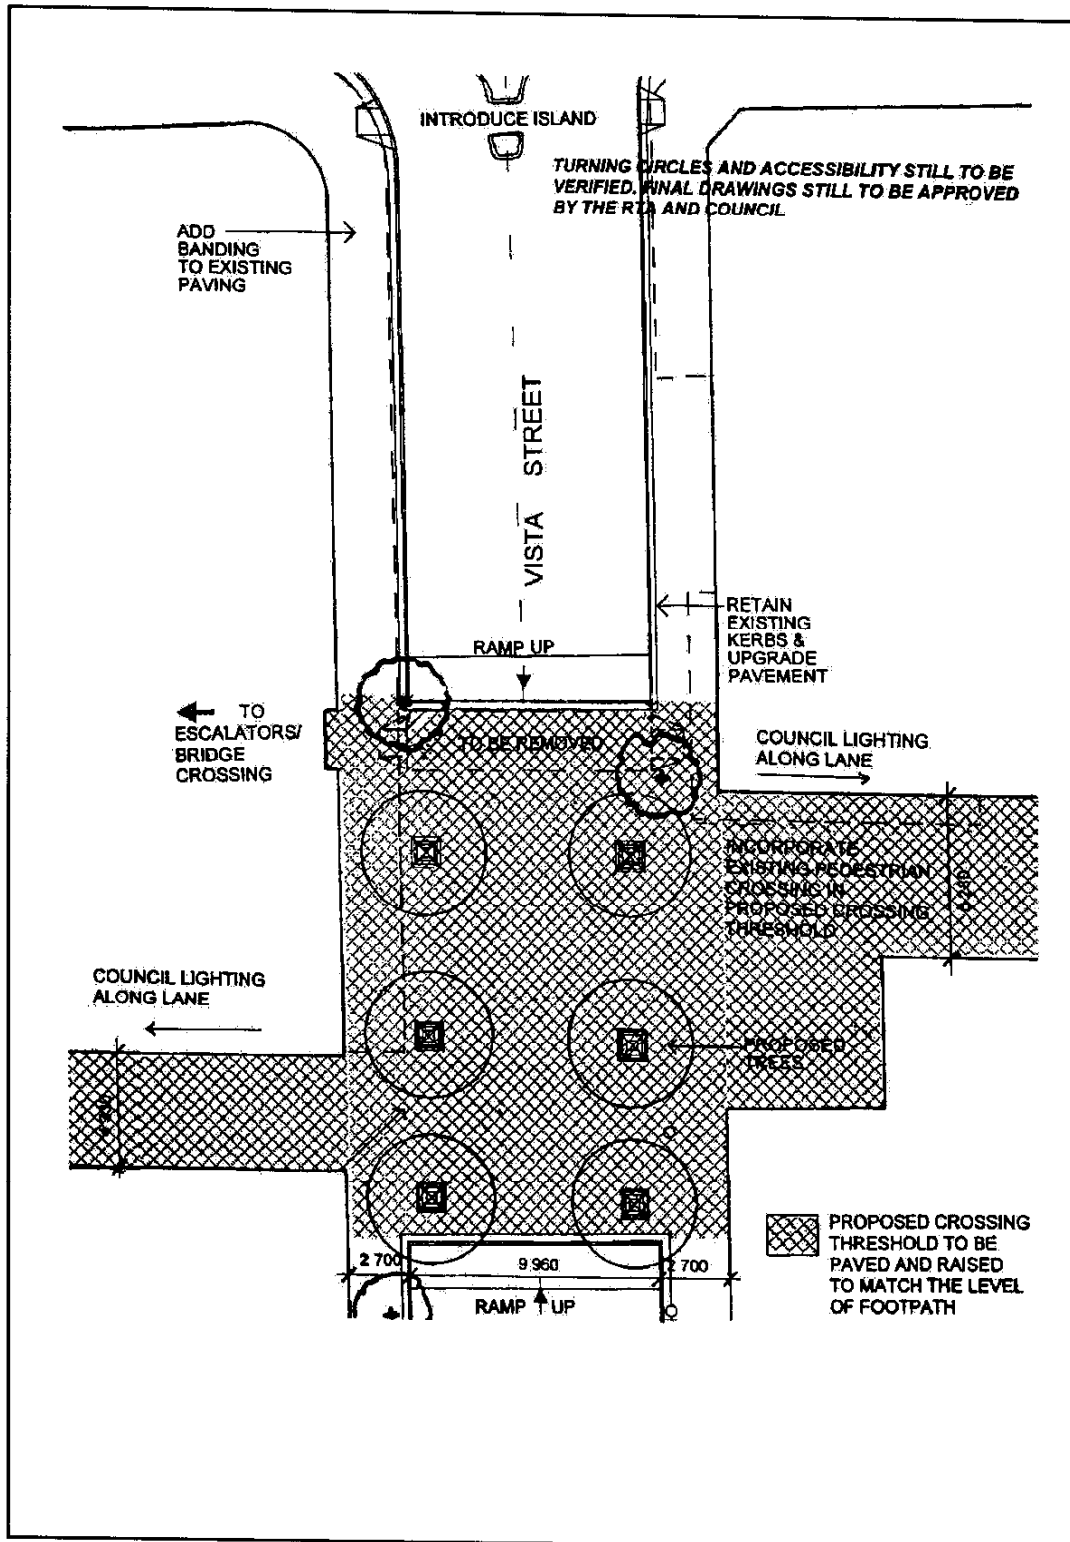 INTRODUCE ISLAND
TURNING CIRCLES AND ACCESSIBILITY STILL TO BE
VERIFIED. FINAL DRAWINGS STILL TO BE APPROVED
BY THE RTA AND COUNCIL
ADD
BANDING
TO EXISTING
PAVING
VISTA STREET
RETAIN
EXISTING
KERBS &
UPGRADE
PAVEMENT
RAMP UP
TO
ESCALATORS/
BRIDGE
CROSSING
TO BE REMOVED
COUNCIL LIGHTING
ALONG LANE
INCORPORATE
EXISTING PEDESTRIAN
CROSSING IN
PROPOSED CROSSING
THRESHOLD
COUNCIL LIGHTING
ALONG LANE
PROPOSED
TREES
PROPOSED CROSSING
THRESHOLD TO BE
PAVED AND RAISED
TO MATCH THE LEVEL
OF FOOTPATH
2 700
9 960
2 700
RAMP UP